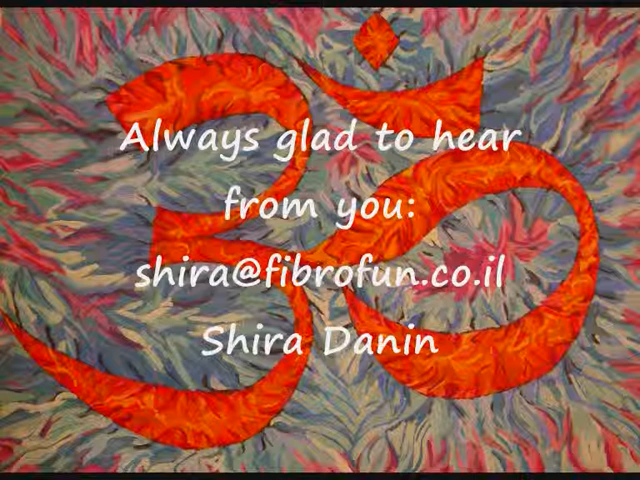 Always glad to hear
from you:
shira@fibrofun.co.il
Shira Danin